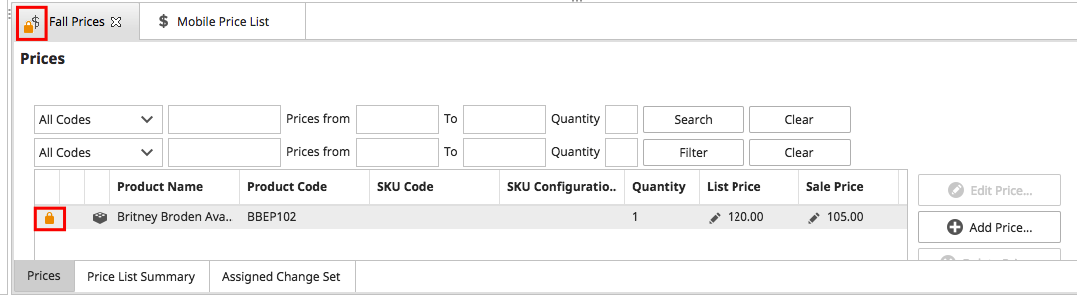 $ Fall Prices
$ Mobile Price List
Prices
All Codes Prices from To Quantity Search Clear
All Codes Prices from To Quantity Filter Clear
Product Name Product Code SKU Code SKU Configuratio.. Quantity List Price Sale Price
Britney Broden Ava.. BBEP102 1 120.00 105.00
Edit Price...
Add Price...
Prices Price List Summary Assigned Change Set